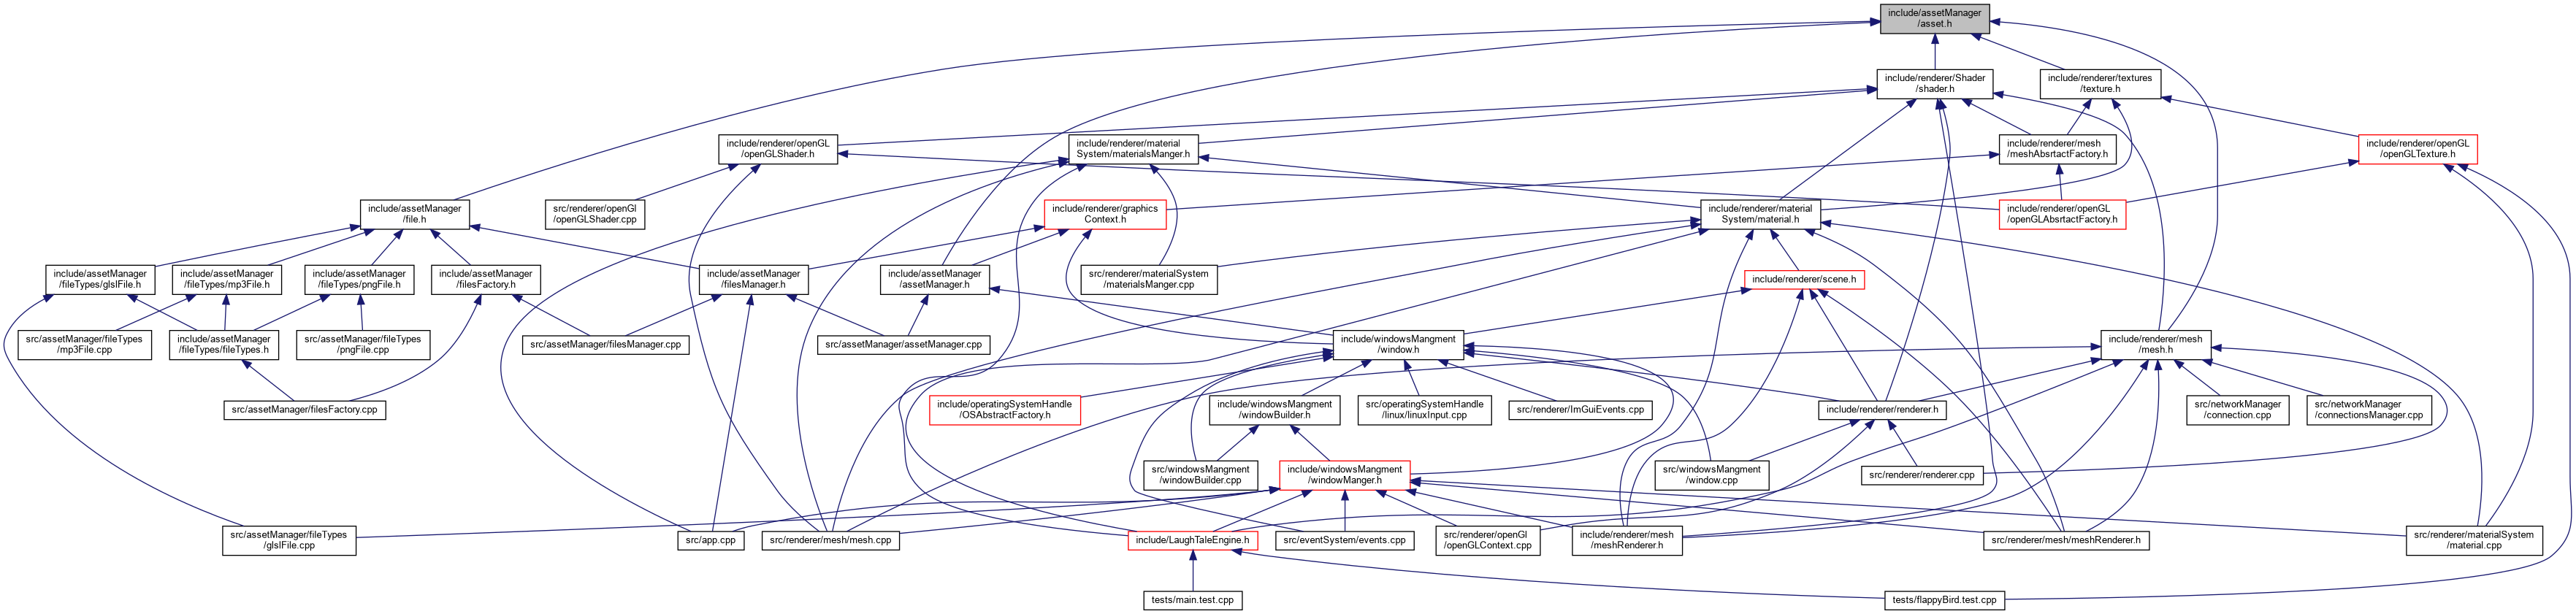 include/assetManager
/asset.h
include/renderer/Shader
/shader.h
include/renderer/textures
/texture.h
include/renderer/openGL
/openGLShader.h
include/renderer/material
System/materialsManger.h
include/renderer/mesh
/meshAbsrtactFactory.h
include/renderer/openGL
/openGLTexture.h
include/assetManager
/file.h
src/renderer/openGl
/openGLShader.cpp
include/renderer/graphics
Context.h
include/renderer/material
System/material.h
include/renderer/openGL
/openGLAbsrtactFactory.h
include/assetManager
/fileTypes/glslFile.h
include/assetManager
/fileTypes/mp3File.h
include/assetManager
/fileTypes/pngFile.h
include/assetManager
/filesFactory.h
include/assetManager
/filesManager.h
include/assetManager
/assetManager.h
src/renderer/materialSystem
/materialsManger.cpp
include/renderer/scene.h
src/assetManager/fileTypes
/mp3File.cpp
include/assetManager
/fileTypes/fileTypes.h
src/assetManager/fileTypes
/pngFile.cpp
src/assetManager/filesManager.cpp
src/assetManager/assetManager.cpp
include/windowsMangment
/window.h
include/renderer/mesh
/mesh.h
src/assetManager/filesFactory.cpp
include/operatingSystemHandle
/OSAbstractFactory.h
include/windowsMangment
/windowBuilder.h
src/operatingSystemHandle
/linux/linuxInput.cpp
src/renderer/ImGuiEvents.cpp
include/renderer/renderer.h
src/networkManager
/connection.cpp
src/networkManager
/connectionsManager.cpp
src/windowsMangment
/windowBuilder.cpp
include/windowsMangment
/windowManger.h
src/windowsMangment
/window.cpp
src/renderer/renderer.cpp
src/assetManager/fileTypes
/glslFile.cpp
src/app.cpp
src/renderer/mesh/mesh.cpp
include/LaughTaleEngine.h
src/eventSystem/events.cpp
src/renderer/openGl
/openGLContext.cpp
include/renderer/mesh
/meshRenderer.h
src/renderer/mesh/meshRenderer.h
src/renderer/materialSystem
/material.cpp
tests/main.test.cpp
tests/flappyBird.test.cpp